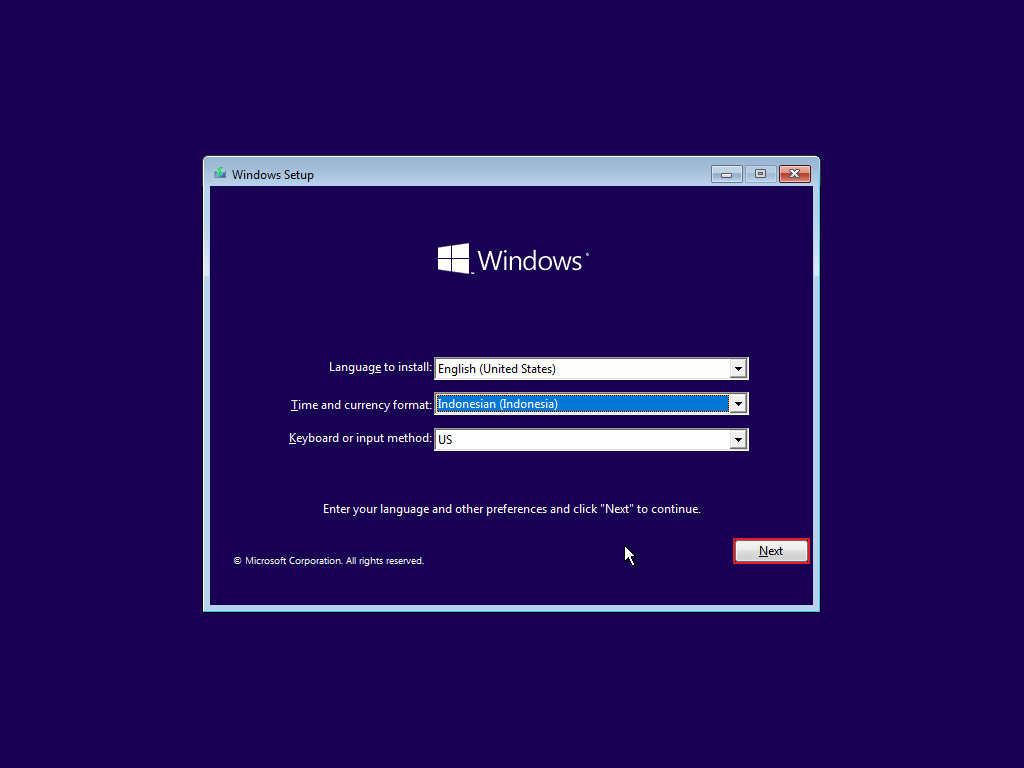 Windows Setup
Windows
Language to install: English (United States)
Time and currency format: Indonesian (Indonesia)
Keyboard or input method: US
Enter your language and other preferences and click "Next" to continue.
Next
© Microsoft Corporation. All rights reserved.